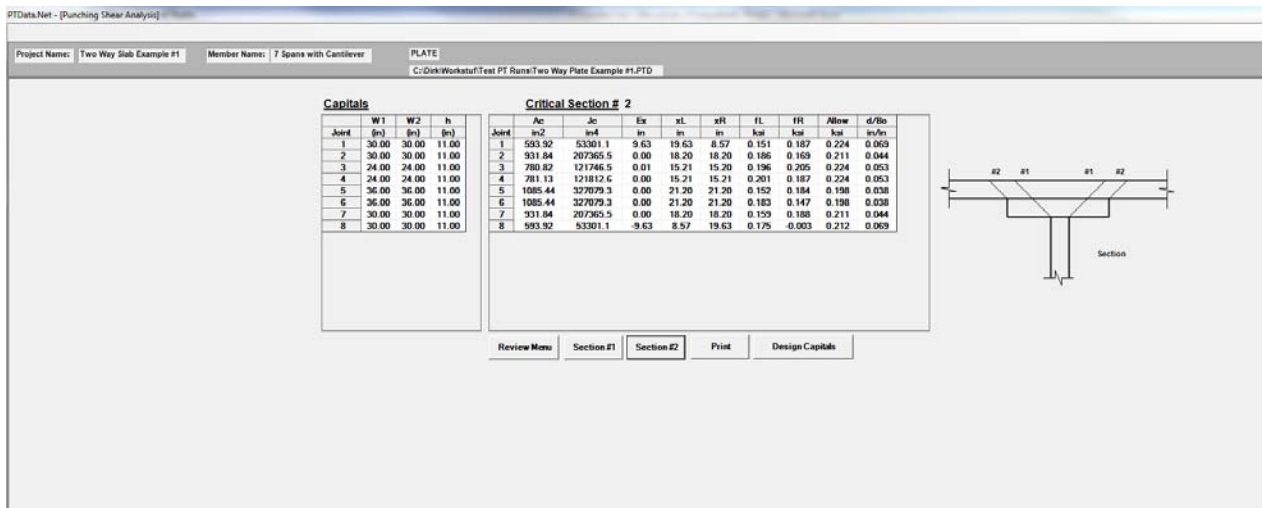 PTData.Net - [Punching Shear Analysis]
Project Name: Two Way Slab Example #1 Member Name: 7 Spans with Cantilever PLATE
C:\Dirk\Workstuf\Test PT Runs\Two Way Plate Example #1.PTD
Capitals
W1 W2 h
Joint (in) (in) (in)
1 30.00 30.00 11.00
2 30.00 30.00 11.00
3 24.00 24.00 11.00
4 24.00 24.00 11.00
5 36.00 36.00 11.00
6 36.00 36.00 11.00
7 30.00 30.00 11.00
8 30.00 30.00 11.00
Critical Section # 2
Ac Jc Ex xL xR fL fR Allow d/Bo
Joint in2 in4 in in in ksi ksi ksi in/in
1 593.92 53301.1 9.63 19.63 8.57 0.151 0.187 0.224 0.069
2 931.84 207365.5 0.00 18.20 18.20 0.186 0.169 0.211 0.044
3 780.82 121746.5 0.01 15.21 15.20 0.196 0.205 0.224 0.053
4 781.13 121812.6 0.00 15.21 15.21 0.201 0.187 0.224 0.053
5 1085.44 327079.3 0.00 21.20 21.20 0.152 0.184 0.198 0.038
6 1085.44 327079.3 0.00 21.20 21.20 0.183 0.147 0.198 0.038
7 931.84 207365.5 0.00 18.20 18.20 0.159 0.188 0.211 0.044
8 593.92 53301.1 -9.63 8.57 19.63 0.175 -0.003 0.212 0.069
#2 #1 #1 #2
Section
Review Menu Section #1 Section #2 Print Design Capitals